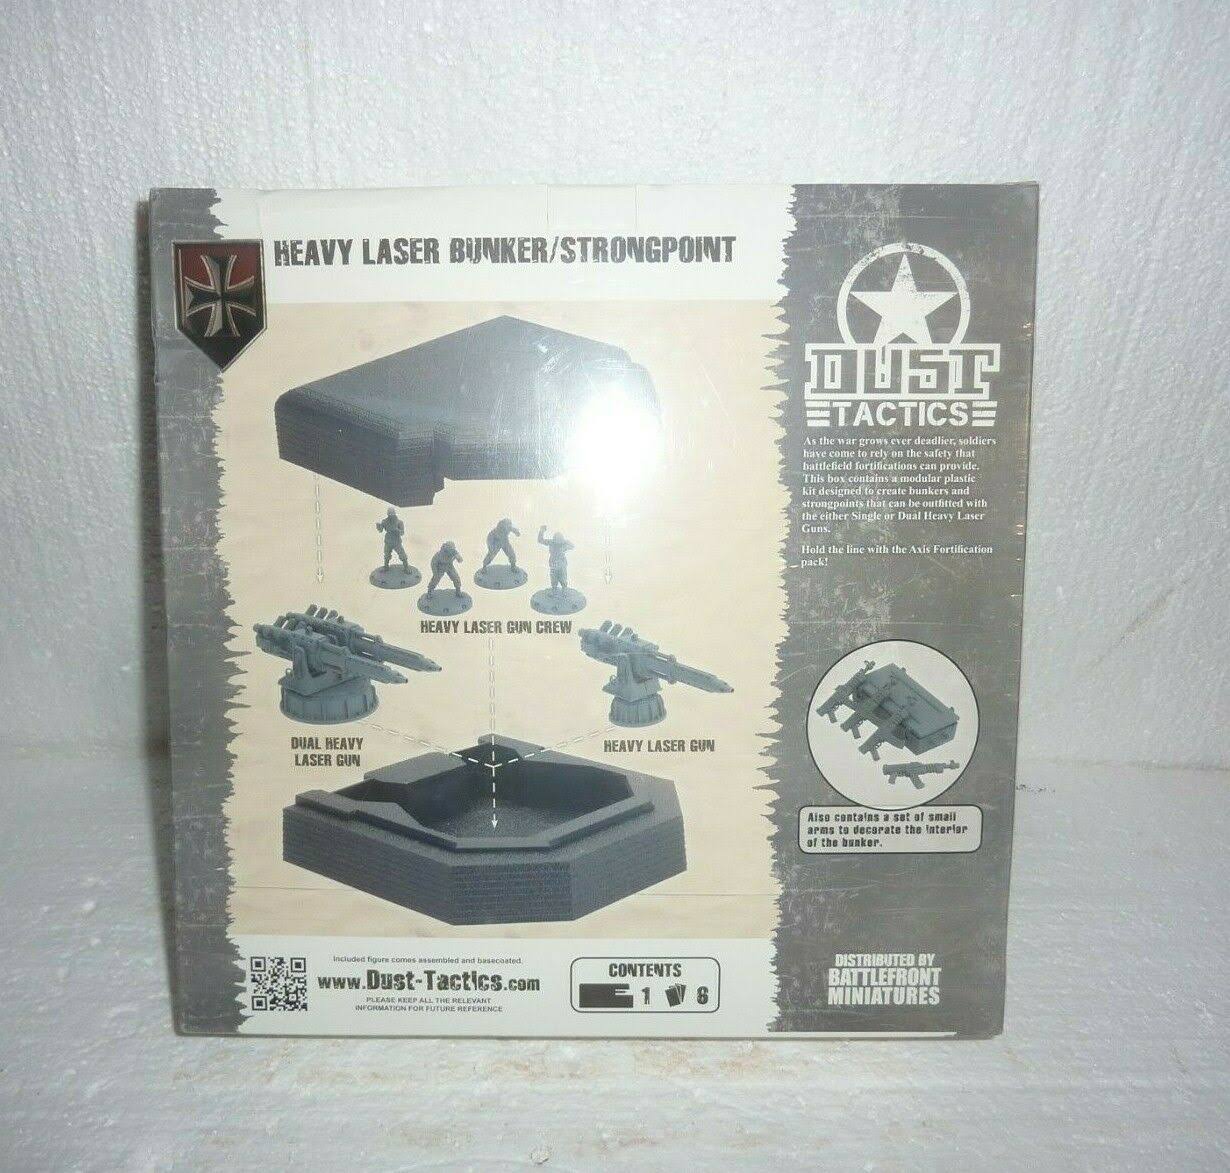 HEAVY LASER BUNKER/STRONGPOINT
DUST
TACTICS
As the war grows ever deadlier, soldiers
have come to rely on the safety that
battlefield fortifications can provide.
This box contains a modular plastic
kit designed to create bunkers and
strongpoints that can be outfitted with
the either Single or Dual Heavy Laser
Guns.
Hold the line with the Axis Fortification
pack!
HEAVY LASER GUN CREW
DUAL HEAVY
LASER GUN
HEAVY LASER GUN
Also contains a set of small
arms to decorate the interior
of the bunker.
Included figure comes assembled and basecoated.
www.Dust-Tactics.com
PLEASE KEEP ALL THE RELEVANT
INFORMATION FOR FUTURE REFERENCE
CONTENTS
1 8
DISTRIBUTED BY
BATTLEFRONT
MINIATURES